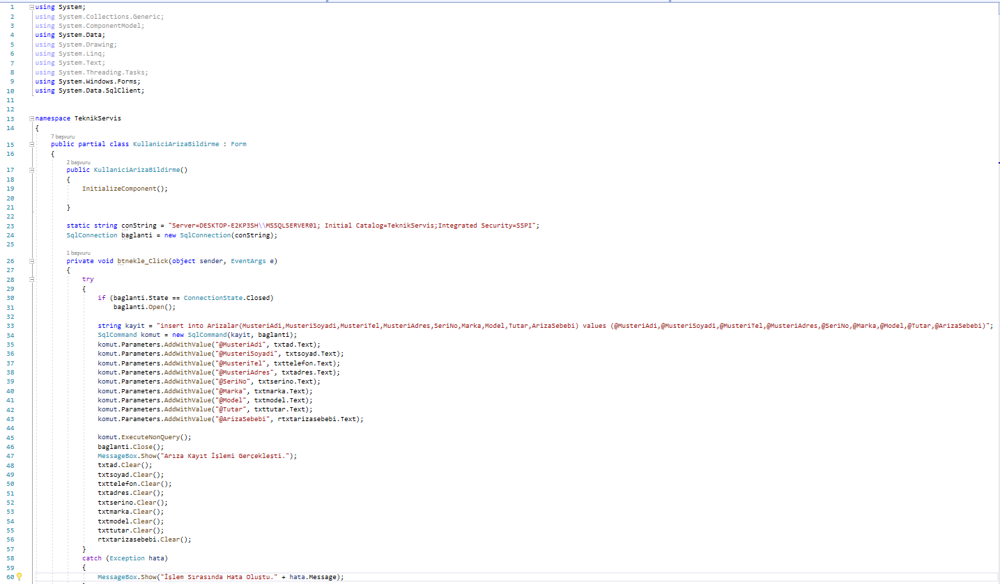 1 using System;
2 using System.Collections.Generic;
3 using System.ComponentModel;
4 using System.Data;
5 using System.Drawing;
6 using System.Linq;
7 using System.Text;
8 using System.Threading.Tasks;
9 using System.Windows.Forms;
10 using System.Data.SqlClient;
11
12
13 namespace TeknikServis
14 {
7 başvuru
15 public partial class KullaniciArizaBildirme : Form
16 {
2 başvuru
17 public KullaniciArizaBildirme()
18 {
19 InitializeComponent();
20
21 }
22
23 static string conString = "Server=DESKTOP-E2KP3SH\\MSSQLSERVER01; Initial Catalog=TeknikServis;Integrated Security=SSPI";
24 SqlConnection baglanti = new SqlConnection(conString);
25
1 başvuru
26 private void btnekle_Click(object sender, EventArgs e)
27 {
28 try
29 {
30 if (baglanti.State == ConnectionState.Closed)
31 baglanti.Open();
32
33 string kayit = "insert into Arizalar(MusteriAdi,MusteriSoyadi,MusteriTel,MusteriAdres,SeriNo,Marka,Model,Tutar,ArizaSebebi) values (@MusteriAdi,@MusteriSoyadi,@MusteriTel,@MusteriAdres,@SeriNo,@Marka,@Model,@Tutar,@ArizaSebebi)";
34 SqlCommand komut = new SqlCommand(kayit, baglanti);
35 komut.Parameters.AddWithValue("@MusteriAdi", txtad.Text);
36 komut.Parameters.AddWithValue("@MusteriSoyadi", txtsoyad.Text);
37 komut.Parameters.AddWithValue("@MusteriTel", txttelefon.Text);
38 komut.Parameters.AddWithValue("@MusteriAdres", txtadres.Text);
39 komut.Parameters.AddWithValue("@SeriNo", txtserino.Text);
40 komut.Parameters.AddWithValue("@Marka", txtmarka.Text);
41 komut.Parameters.AddWithValue("@Model", txtmodel.Text);
42 komut.Parameters.AddWithValue("@Tutar", txttutar.Text);
43 komut.Parameters.AddWithValue("@ArizaSebebi", rtxtarizasebebi.Text);
44
45 komut.ExecuteNonQuery();
46 baglanti.Close();
47 MessageBox.Show("Arıza Kayıt İşlemi Gerçekleşti.");
48 txtad.Clear();
49 txtsoyad.Clear();
50 txttelefon.Clear();
51 txtadres.Clear();
52 txtserino.Clear();
53 txtmarka.Clear();
54 txtmodel.Clear();
55 txttutar.Clear();
56 rtxtarizasebebi.Clear();
57 }
58 catch (Exception hata)
59 {
60 MessageBox.Show("İşlem Sırasında Hata Oluştu." + hata.Message);